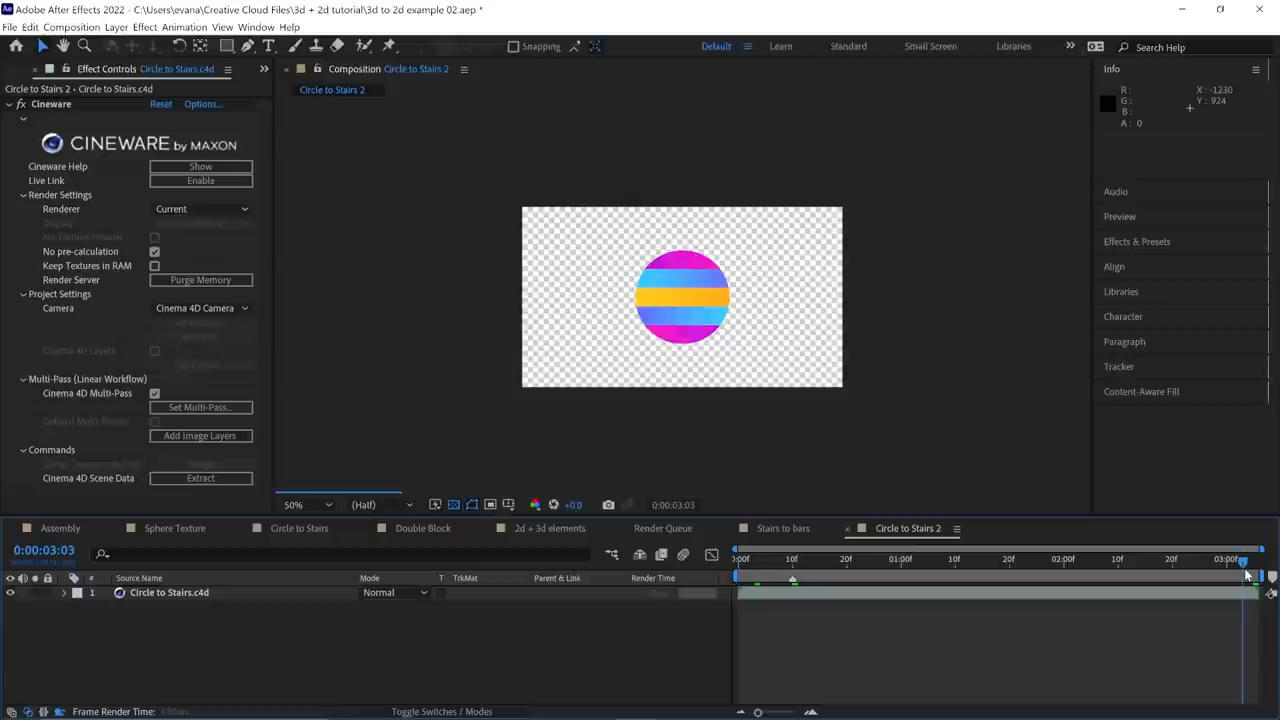 Adobe After Effects 2022 - C:\Users\evana\Creative Cloud Files\3d + 2d tutorial\3d to 2d example 02.aep *
File Edit Composition Layer Effect Animation View Window Help
Snapping Default Learn Standard Small Screen Libraries Search Help
Effect Controls Circle to Stairs.c4d
Composition Circle to Stairs 2
Info
Circle to Stairs 2 • Circle to Stairs.c4d
Circle to Stairs 2
fx Cineware Reset Options...
R: X: -1230
G: Y: 924
B:
A: 0
CINEWARE by MAXON
Cineware Help Show
Live Link Enable
Render Settings
Renderer Current
No pre-calculation
Keep Textures in RAM
Render Server Purge Memory
Project Settings
Camera Cinema 4D Camera
Cinema 4D Layers
Multi-Pass (Linear Workflow)
Cinema 4D Multi-Pass
Set Multi-Pass...
Add Image Layers
Commands
Cinema 4D Scene Data Extract
Audio
Preview
Effects & Presets
Align
Libraries
Character
Paragraph
Tracker
Content-Aware Fill
50% (Half) +0.0 0:00:03:03
Assembly Sphere Texture Circle to Stairs Double Block 2d + 3d elements Render Queue Stairs to bars Circle to Stairs 2
0:00:03:03
0:00f 10f 20f 01:00f 10f 20f 02:00f 10f 20f 03:00f
# Source Name Mode T TrkMat Parent & Link Render Time
1 Circle to Stairs.c4d Normal
Frame Render Time: Toggle Switches / Modes